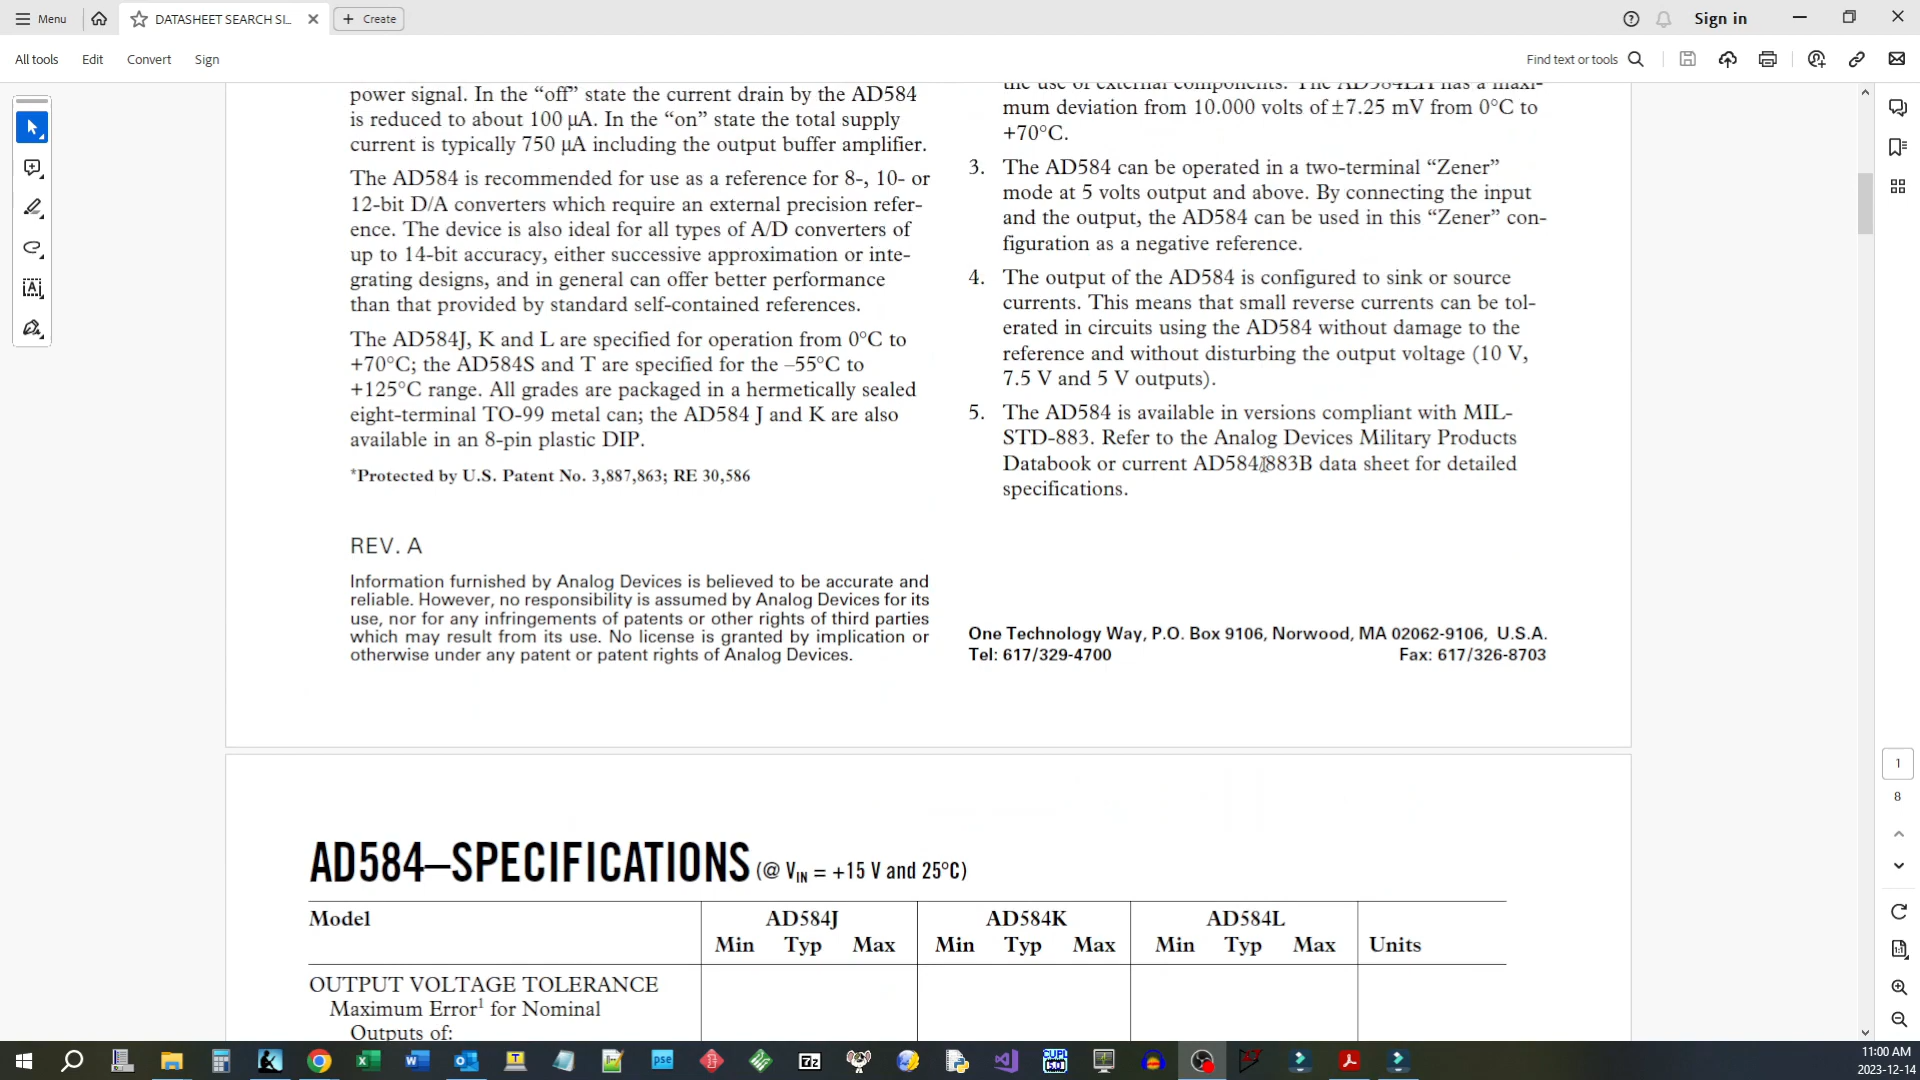 Menu
DATASHEET SEARCH SI...
Create
Sign in
All tools
Edit
Convert
Sign
Find text or tools
power signal. In the “off” state the current drain by the AD584
is reduced to about 100 μA. In the “on” state the total supply
current is typically 750 μA including the output buffer amplifier.
The AD584 is recommended for use as a reference for 8-, 10- or
12-bit D/A converters which require an external precision refer-
ence. The device is also ideal for all types of A/D converters of
up to 14-bit accuracy, either successive approximation or inte-
grating designs, and in general can offer better performance
than that provided by standard self-contained references.
The AD584J, K and L are specified for operation from 0°C to
+70°C; the AD584S and T are specified for the –55°C to
+125°C range. All grades are packaged in a hermetically sealed
eight-terminal TO-99 metal can; the AD584 J and K are also
available in an 8-pin plastic DIP.
*Protected by U.S. Patent No. 3,887,863; RE 30,586
REV. A
Information furnished by Analog Devices is believed to be accurate and
reliable. However, no responsibility is assumed by Analog Devices for its
use, nor for any infringements of patents or other rights of third parties
which may result from its use. No license is granted by implication or
otherwise under any patent or patent rights of Analog Devices.
the use of external components. The AD584LH has a maxi-
mum deviation from 10.000 volts of ±7.25 mV from 0°C to
+70°C.
3. The AD584 can be operated in a two-terminal “Zener”
mode at 5 volts output and above. By connecting the input
and the output, the AD584 can be used in this “Zener” con-
figuration as a negative reference.
4. The output of the AD584 is configured to sink or source
currents. This means that small reverse currents can be tol-
erated in circuits using the AD584 without damage to the
reference and without disturbing the output voltage (10 V,
7.5 V and 5 V outputs).
5. The AD584 is available in versions compliant with MIL-
STD-883. Refer to the Analog Devices Military Products
Databook or current AD584/883B data sheet for detailed
specifications.
One Technology Way, P.O. Box 9106, Norwood, MA 02062-9106, U.S.A.
Tel: 617/329-4700 Fax: 617/326-8703
1
8
AD584–SPECIFICATIONS (@ VIN = +15 V and 25°C)
Model AD584J AD584K AD584L
Min Typ Max Min Typ Max Min Typ Max Units
OUTPUT VOLTAGE TOLERANCE
Maximum Error1 for Nominal
Outputs of:
11:00 AM
2023-12-14